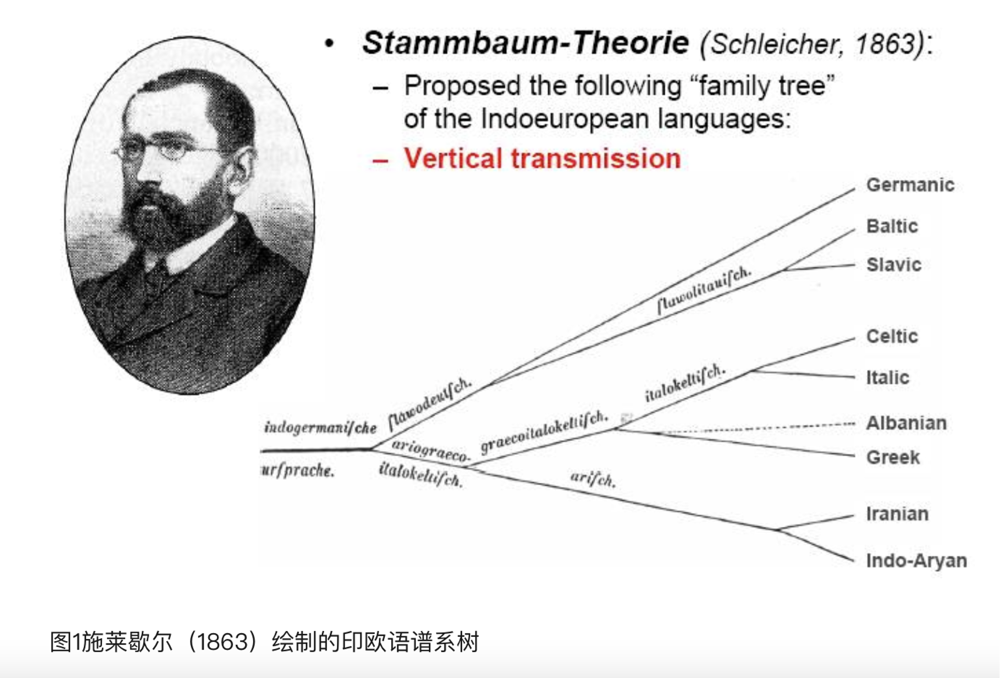 • Stammbaum-Theorie (Schleicher, 1863):
– Proposed the following “family tree”
of the Indoeuropean languages:
– Vertical transmission
Germanic
Baltic
Slavic
ſlawolitauiſch.
Celtic
Italic
italokeltiſch.
ſlawodeutſch.
Albanian
graecoitalokeltiſch.
indogermaniſche
ariograeco-
Greek
urſprache.
italokeltiſch.
ariſch.
Iranian
Indo-Aryan
图1施莱歇尔（1863）绘制的印欧语谱系树